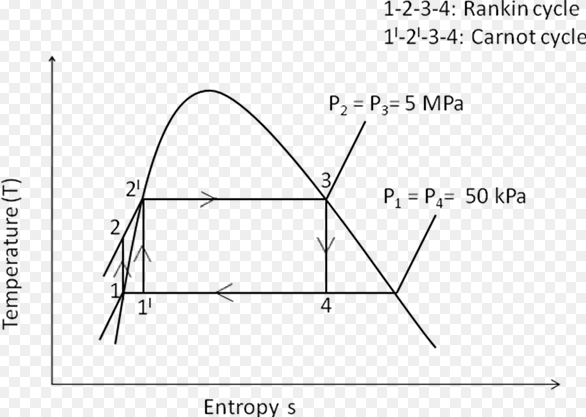 1-2-3-4: Rankin cycle
1ᴵ-2ᴵ-3-4: Carnot cycle
P₂ = P₃= 5 MPa
P₁ = P₄= 50 kPa
2ᴵ
3
2
1
1ᴵ
4
Temperature (T)
Entropy s